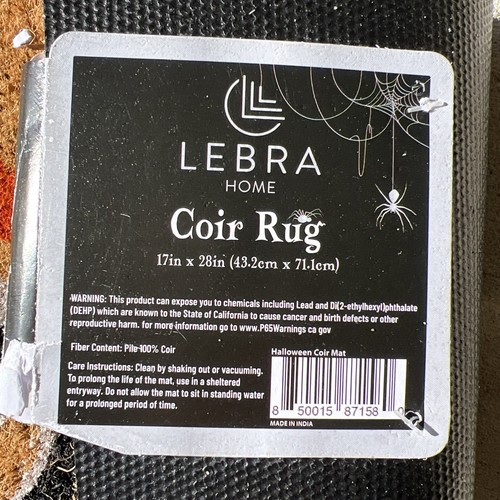 LEBRA
HOME
Coir Rug
17in x 28in (43.2cm x 71.1cm)
WARNING: This product can expose you to chemicals including Lead and Di(2-ethylhexyl)phthalate
(DEHP) which are known to the State of California to cause cancer and birth defects or other
reproductive harm. for more information go to www.P65Warnings ca gov
Fiber Content: Pile 100% Coir
Care Instructions: Clean by shaking out or vacuuming.
To prolong the life of the mat, use in a sheltered
entryway. Do not allow the mat to sit in standing water
for a prolonged period of time.
Halloween Coir Mat
8 50015 87158
MADE IN INDIA